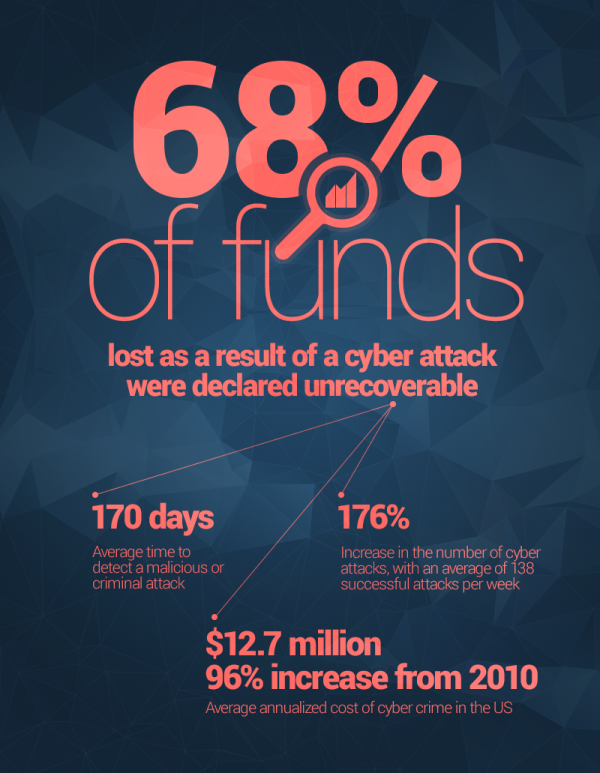 68%
of funds
lost as a result of a cyber attack
were declared unrecoverable
170 days
Average time to
detect a malicious or
criminal attack
176%
Increase in the number of cyber
attacks, with an average of 138
successful attacks per week
$12.7 million
96% increase from 2010
Average annualized cost of cyber crime in the US